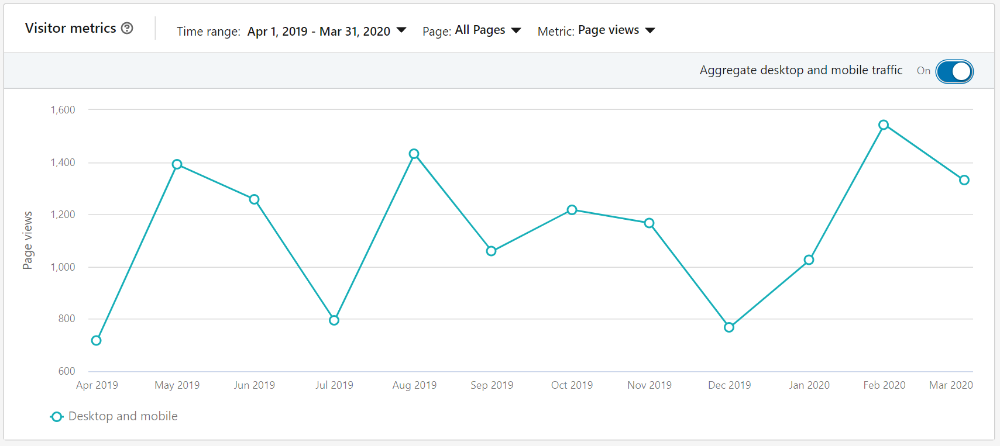 Visitor metrics
Time range: Apr 1, 2019 - Mar 31, 2020 Page: All Pages Metric: Page views
Aggregate desktop and mobile traffic On
1,600
1,400
1,200
1,000
800
600
Page views
Apr 2019 May 2019 Jun 2019 Jul 2019 Aug 2019 Sep 2019 Oct 2019 Nov 2019 Dec 2019 Jan 2020 Feb 2020 Mar 2020
Desktop and mobile